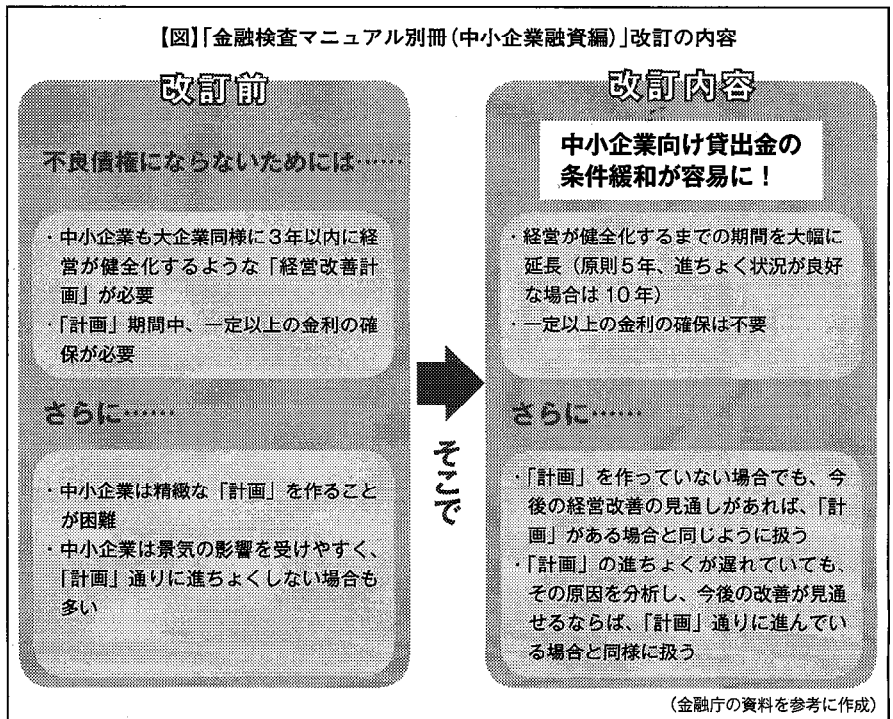 【図】「金融検査マニュアル別冊(中小企業融資編)」改訂の内容
改訂前
不良債権にならないためには……
・中小企業も大企業同様に3年以内に経
営が健全化するような「経営改善計
画」が必要
・「計画」期間中、一定以上の金利の確
保が必要
さらに……
・中小企業は精緻な「計画」を作ること
が困難
・中小企業は景気の影響を受けやすく、
「計画」通りに進ちょくしない場合も
多い
そこで
改訂内容
中小企業向け貸出金の
条件緩和が容易に!
・経営が健全化するまでの期間を大幅に
延長(原則5年、進ちょく状況が良好
な場合は10年)
・一定以上の金利の確保は不要
さらに……
・「計画」を作っていない場合でも、今
後の経営改善の見通しがあれば、「計
画」がある場合と同じように扱う
・「計画」の進ちょくが遅れていても、
その原因を分析し、今後の改善が見通
せるならば、「計画」通りに進んでい
る場合と同様に扱う
(金融庁の資料を参考に作成)